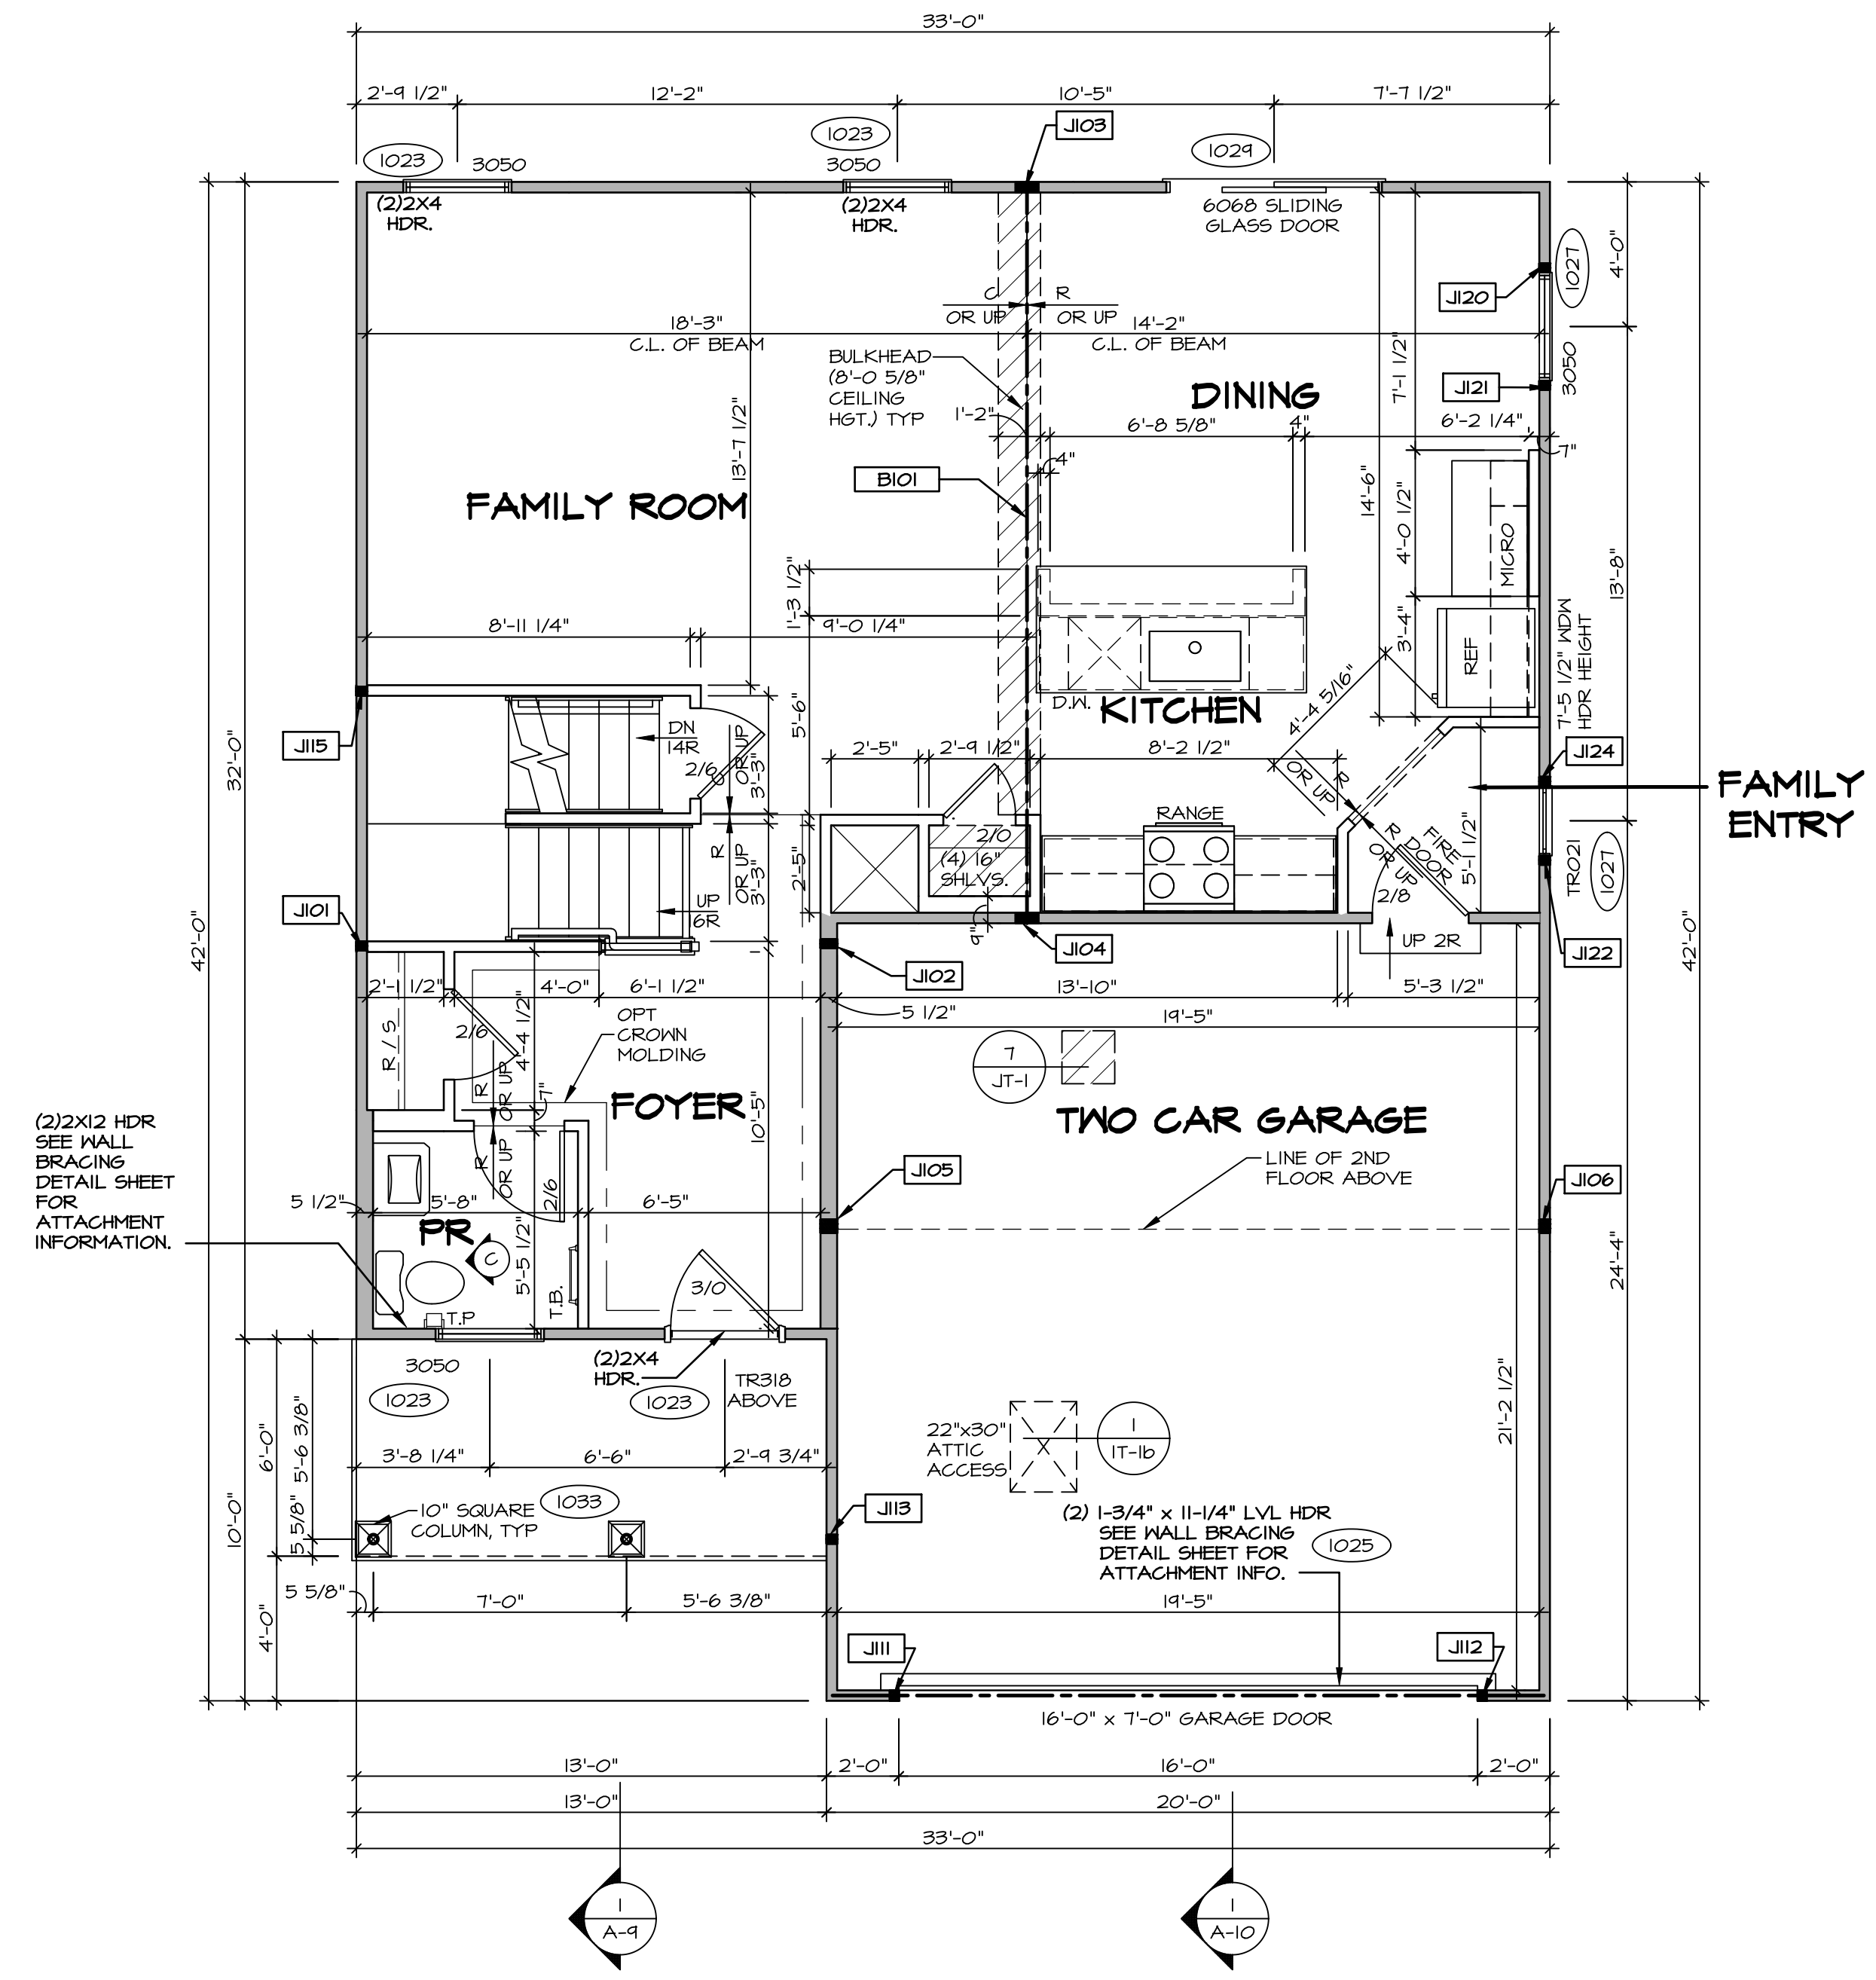 33'-0"
2'-9 1/2"
12'-2"
10'-5"
7'-7 1/2"
1023
3050
1023
3050
J103
1029
(2)2X4
HDR.
(2)2X4
HDR.
6068 SLIDING
GLASS DOOR
1027
4'-0"
J120
C
OR UP
R
OR UP
18'-3"
C.L. OF BEAM
14'-2"
C.L. OF BEAM
BULKHEAD
(8'-0 5/8"
CEILING
HGT.) TYP
7'-1 1/2"
J121
3050
DINING
1'-2"
6'-8 5/8"
4"
6'-2 1/4"
7"
13'-7 1/2"
4"
B101
FAMILY ROOM
14'-6"
4'-0 1/2"
MICRO
13'-8"
1'-3 1/2"
8'-11 1/4"
9'-0 1/4"
3'-4"
REF
7'-5 1/2" WDW
HDR HEIGHT
D.W.
KITCHEN
4'-4 5/16"
DN
14R
2/6
OR UP
3'-3"
5'-6"
J115
32'-0"
2'-5"
2'-9 1/2"
8'-2 1/2"
R
OR UP
J124
FAMILY
ENTRY
RANGE
2/0
(4) 16"
SHLVS.
R
OR UP
FIRE
DOOR
2/8
5'-1 1/2"
TR021
1027
R
OR UP
3'-3"
2'-5"
UP
6R
J101
9"
J104
UP 2R
J122
42'-0"
42'-0"
J102
2'-1 1/2"
4'-0"
6'-1 1/2"
13'-10"
5'-3 1/2"
5 1/2"
19'-5"
R / S
2/6
4'-4 1/2"
OPT
CROWN
MOLDING
7
JT-1
R
OR UP
7"
FOYER
10'-5"
TWO CAR GARAGE
(2)2X12 HDR
SEE WALL
BRACING
DETAIL SHEET
FOR
ATTACHMENT
INFORMATION.
R
OR UP
J105
LINE OF 2ND
FLOOR ABOVE
J106
5 1/2"
5'-8"
2/6
6'-5"
PR
C
5'-5 1/2"
24'-4"
T.B.
3/0
T.P
3050
1023
(2)2X4
HDR.
1023
TR318
ABOVE
21'-2 1/2"
22"x30"
ATTIC
ACCESS
1
IT-1b
3'-8 1/4"
6'-6"
2'-9 3/4"
10'-0"
6'-0"
5'-6 3/8"
5 5/8"
10" SQUARE
COLUMN, TYP
1033
J113
(2) 1-3/4" x 11-1/4" LVL HDR
SEE WALL BRACING
DETAIL SHEET FOR
ATTACHMENT INFO.
1025
5 5/8"
7'-0"
5'-6 3/8"
19'-5"
4'-0"
J111
J112
16'-0" x 7'-0" GARAGE DOOR
13'-0"
2'-0"
16'-0"
2'-0"
13'-0"
20'-0"
33'-0"
1
A-9
1
A-10